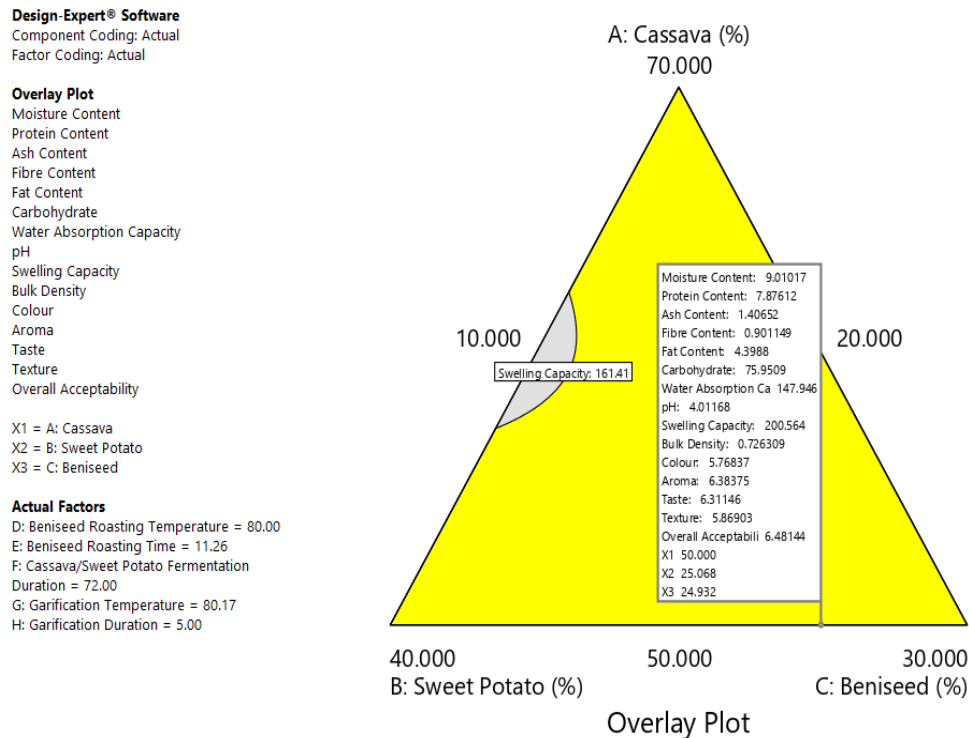 Design-Expert® Software
Component Coding: Actual
Factor Coding: Actual
Overlay Plot
Moisture Content
Protein Content
Ash Content
Fibre Content
Fat Content
Carbohydrate
Water Absorption Capacity
pH
Swelling Capacity
Bulk Density
Colour
Aroma
Taste
Texture
Overall Acceptability
X1 = A: Cassava
X2 = B: Sweet Potato
X3 = C: Beniseed
Actual Factors
D: Beniseed Roasting Temperature = 80.00
E: Beniseed Roasting Time = 11.26
F: Cassava/Sweet Potato Fermentation
Duration = 72.00
G: Garification Temperature = 80.17
H: Garification Duration = 5.00
A: Cassava (%)
70.000
10.000
20.000
Swelling Capacity: 161.41
Moisture Content: 9.01017
Protein Content: 7.87612
Ash Content: 1.40652
Fibre Content: 0.901149
Fat Content: 4.3988
Carbohydrate: 75.9509
Water Absorption Ca 147.946
pH: 4.01168
Swelling Capacity: 200.564
Bulk Density: 0.726309
Colour: 5.76837
Aroma: 6.38375
Taste: 6.31146
Texture: 5.86903
Overall Acceptabili 6.48144
X1 50.000
X2 25.068
X3 24.932
40.000
50.000
30.000
B: Sweet Potato (%)
C: Beniseed (%)
Overlay Plot